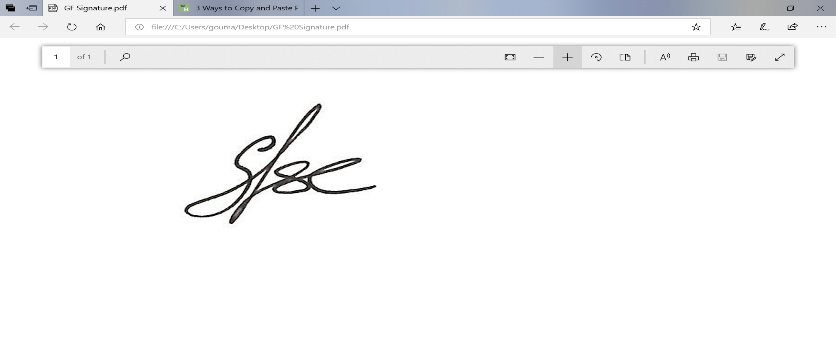 GF Signature.pdf
3 Ways to Copy and Paste F
file:///C:/Users/gouma/Desktop/GF%20Signature.pdf
1 of 1